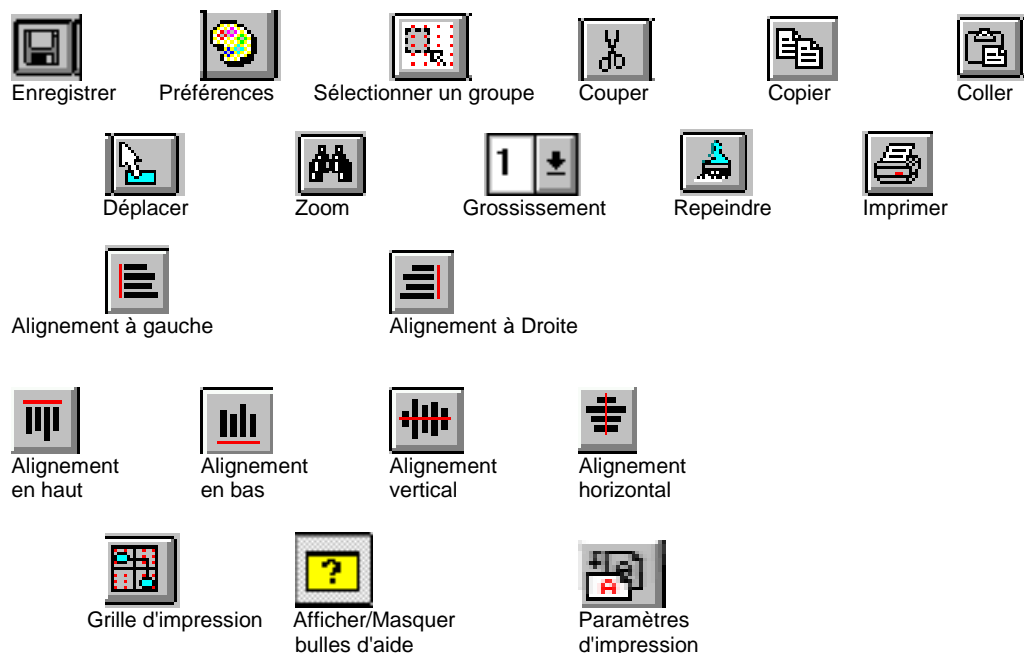 Enregistrer Préférences Sélectionner un groupe Couper Copier Coller
1
Déplacer Zoom Grossissement Repeindre Imprimer
Alignement à gauche Alignement à Droite
Alignement en haut
Alignement en bas
Alignement vertical
Alignement horizontal
?
A
Grille d'impression
Afficher/Masquer
bulles d'aide
Paramètres
d'impression